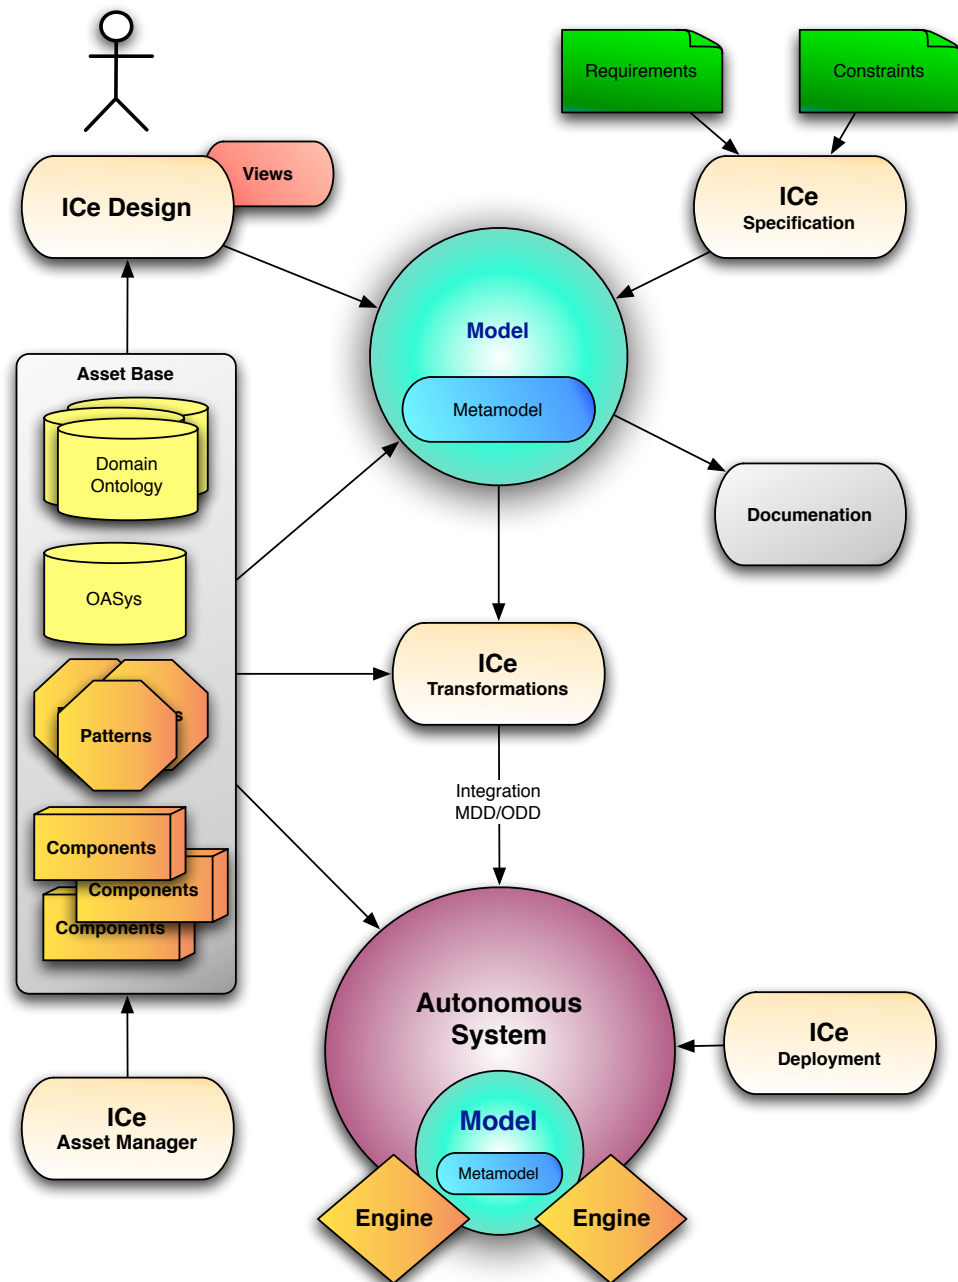 Requirements
Constraints
Views
ICe Design
ICe
Specification
Model
Metamodel
Asset Base
Domain
Ontology
Documenation
OASys
ICe
Transformations
s
Patterns
Integration
MDD/ODD
Components
Components
Components
Autonomous
System
ICe
Deployment
ICe
Asset Manager
Model
Metamodel
Engine
Engine